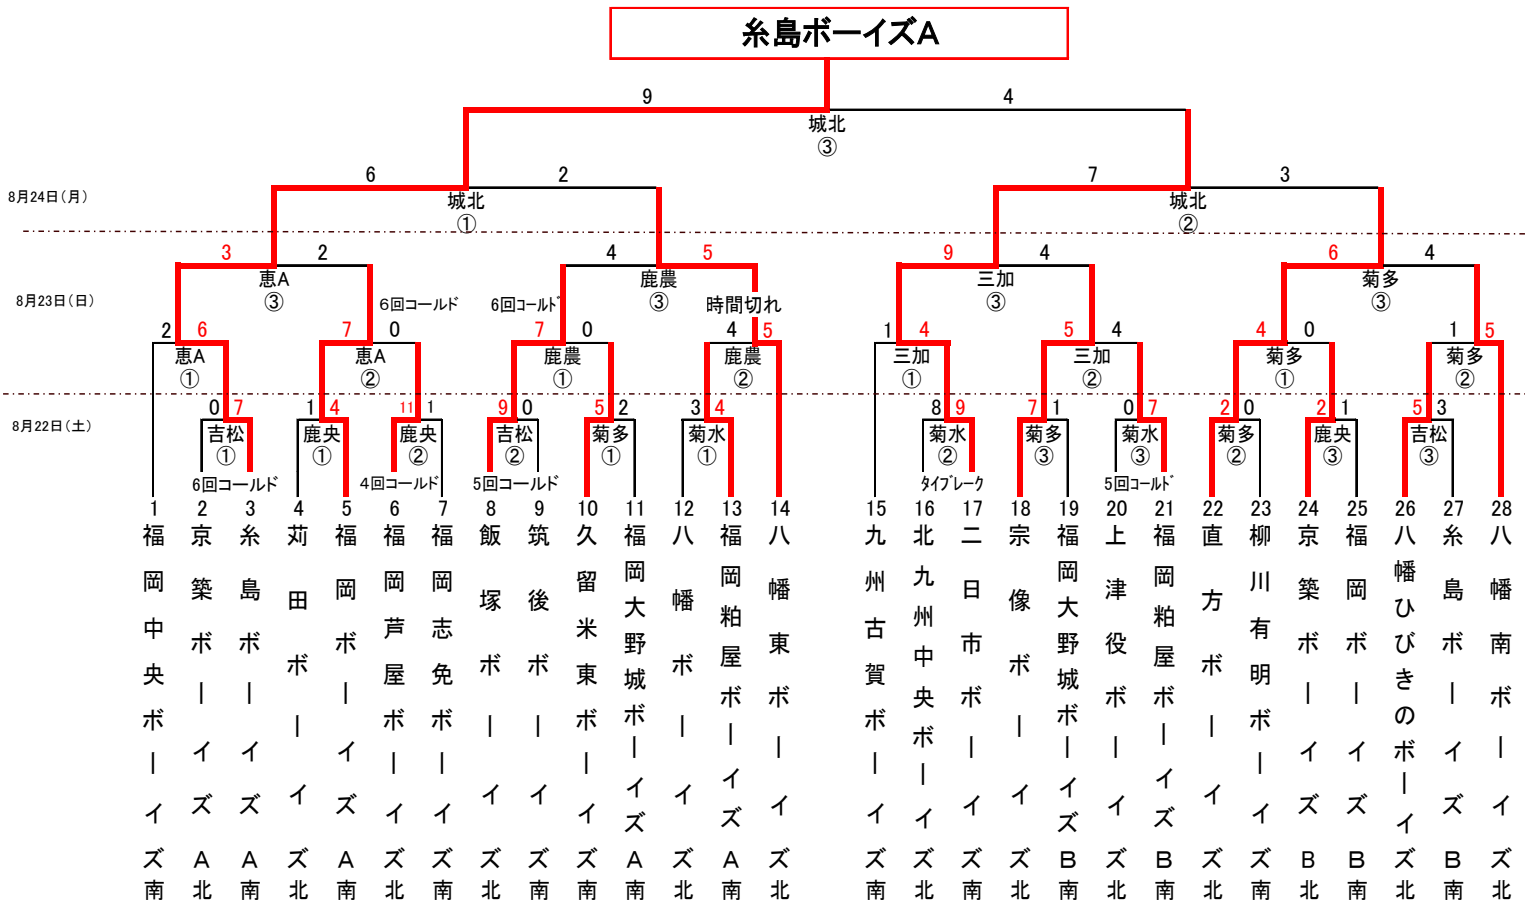 糸島ボーイズA
9 4
城北
③
6 2 7 3
8月24日(月)
城北 城北
① ②
3 2 4 5 9 4 6 4
恵A 鹿農 三加 菊多
③ ③ ③ ③
8月23日(日)
6回コールド 6回コールド 時間切れ
2 6 7 0 7 0 4 5 1 4 5 4 4 0 1 5
恵A 恵A 鹿農 鹿農 三加 三加 菊多 菊多
① ② ① ② ① ② ① ②
8月22日(土)
0 7 1 4 11 1 9 0 5 2 3 4 8 9 7 1 0 7 2 0 2 1 5 3
吉松 鹿央 鹿央 吉松 菊多 菊水 菊水 菊多 菊水 菊多 鹿央 吉松
① ① ② ② ① ① ② ③ ③ ② ③ ③
6回コールド 4回コールド 5回コールド タイブレーク 5回コールド
1 福岡中央ボーイズ南
2 京築ボーイズA北
3 糸島ボーイズA南
4 苅田ボーイズ北
5 福岡ボーイズA南
6 福岡芦屋ボーイズ北
7 福岡志免ボーイズ南
8 飯塚ボーイズ北
9 筑後ボーイズ南
10 久留米東ボーイズ南
11 福岡大野城ボーイズA南
12 八幡ボーイズ北
13 福岡粕屋ボーイズA南
14 八幡東ボーイズ北
15 九州古賀ボーイズ南
16 北九州中央ボーイズ北
17 二日市ボーイズ南
18 宗像ボーイズ北
19 福岡大野城ボーイズB南
20 上津役ボーイズ北
21 福岡粕屋ボーイズB南
22 直方ボーイズ北
23 柳川有明ボーイズ南
24 京築ボーイズB北
25 福岡ボーイズB南
26 八幡ひびきのボーイズ北
27 糸島ボーイズB南
28 八幡南ボーイズ北